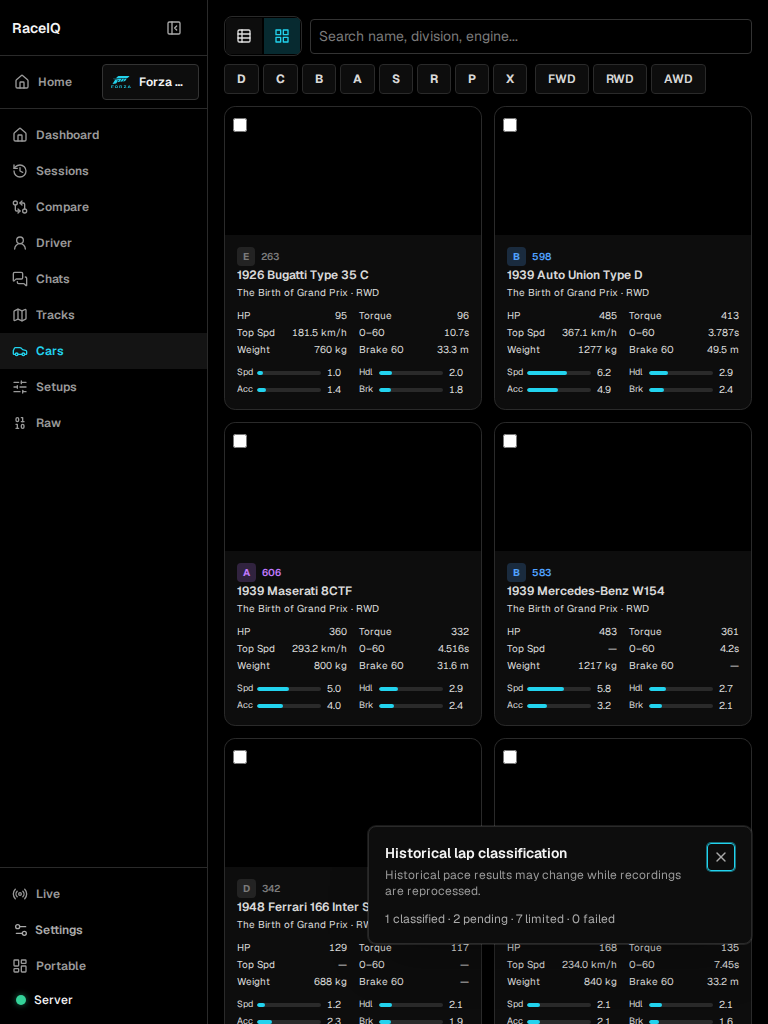 RaceIQ
Home
FORZA
Forza ...
Dashboard
Sessions
Compare
Driver
Chats
Tracks
Cars
Setups
Raw
Live
Settings
Portable
Server
Search name, division, engine...
D C B A S R P X FWD RWD AWD
E 263
1926 Bugatti Type 35 C
The Birth of Grand Prix · RWD
HP 95 Torque 96
Top Spd 181.5 km/h 0–60 10.7s
Weight 760 kg Brake 60 33.3 m
Spd 1.0 Hdl 2.0
Acc 1.4 Brk 1.8
B 598
1939 Auto Union Type D
The Birth of Grand Prix · RWD
HP 485 Torque 413
Top Spd 367.1 km/h 0–60 3.787s
Weight 1277 kg Brake 60 49.5 m
Spd 6.2 Hdl 2.9
Acc 4.9 Brk 2.4
A 606
1939 Maserati 8CTF
The Birth of Grand Prix · RWD
HP 360 Torque 332
Top Spd 293.2 km/h 0–60 4.516s
Weight 800 kg Brake 60 31.6 m
Spd 5.0 Hdl 2.9
Acc 4.0 Brk 2.4
B 583
1939 Mercedes-Benz W154
The Birth of Grand Prix · RWD
HP 483 Torque 361
Top Spd — 0–60 4.2s
Weight 1217 kg Brake 60 —
Spd 5.8 Hdl 2.7
Acc 3.2 Brk 2.1
D 342
1948 Ferrari 166 Inter S
The Birth of Grand Prix · RW
HP 129 Torque 117
Top Spd — 0–60 —
Weight 688 kg Brake 60 —
Spd 1.2 Hdl 2.1
Acc 2.3 Brk 1.9
HP 168 Torque 135
Top Spd 234.0 km/h 0–60 7.45s
Weight 840 kg Brake 60 33.2 m
Spd 2.1 Hdl 2.1
Acc 2.1 Brk 1.6
Historical lap classification
Historical pace results may change while recordings
are reprocessed.
1 classified · 2 pending · 7 limited · 0 failed